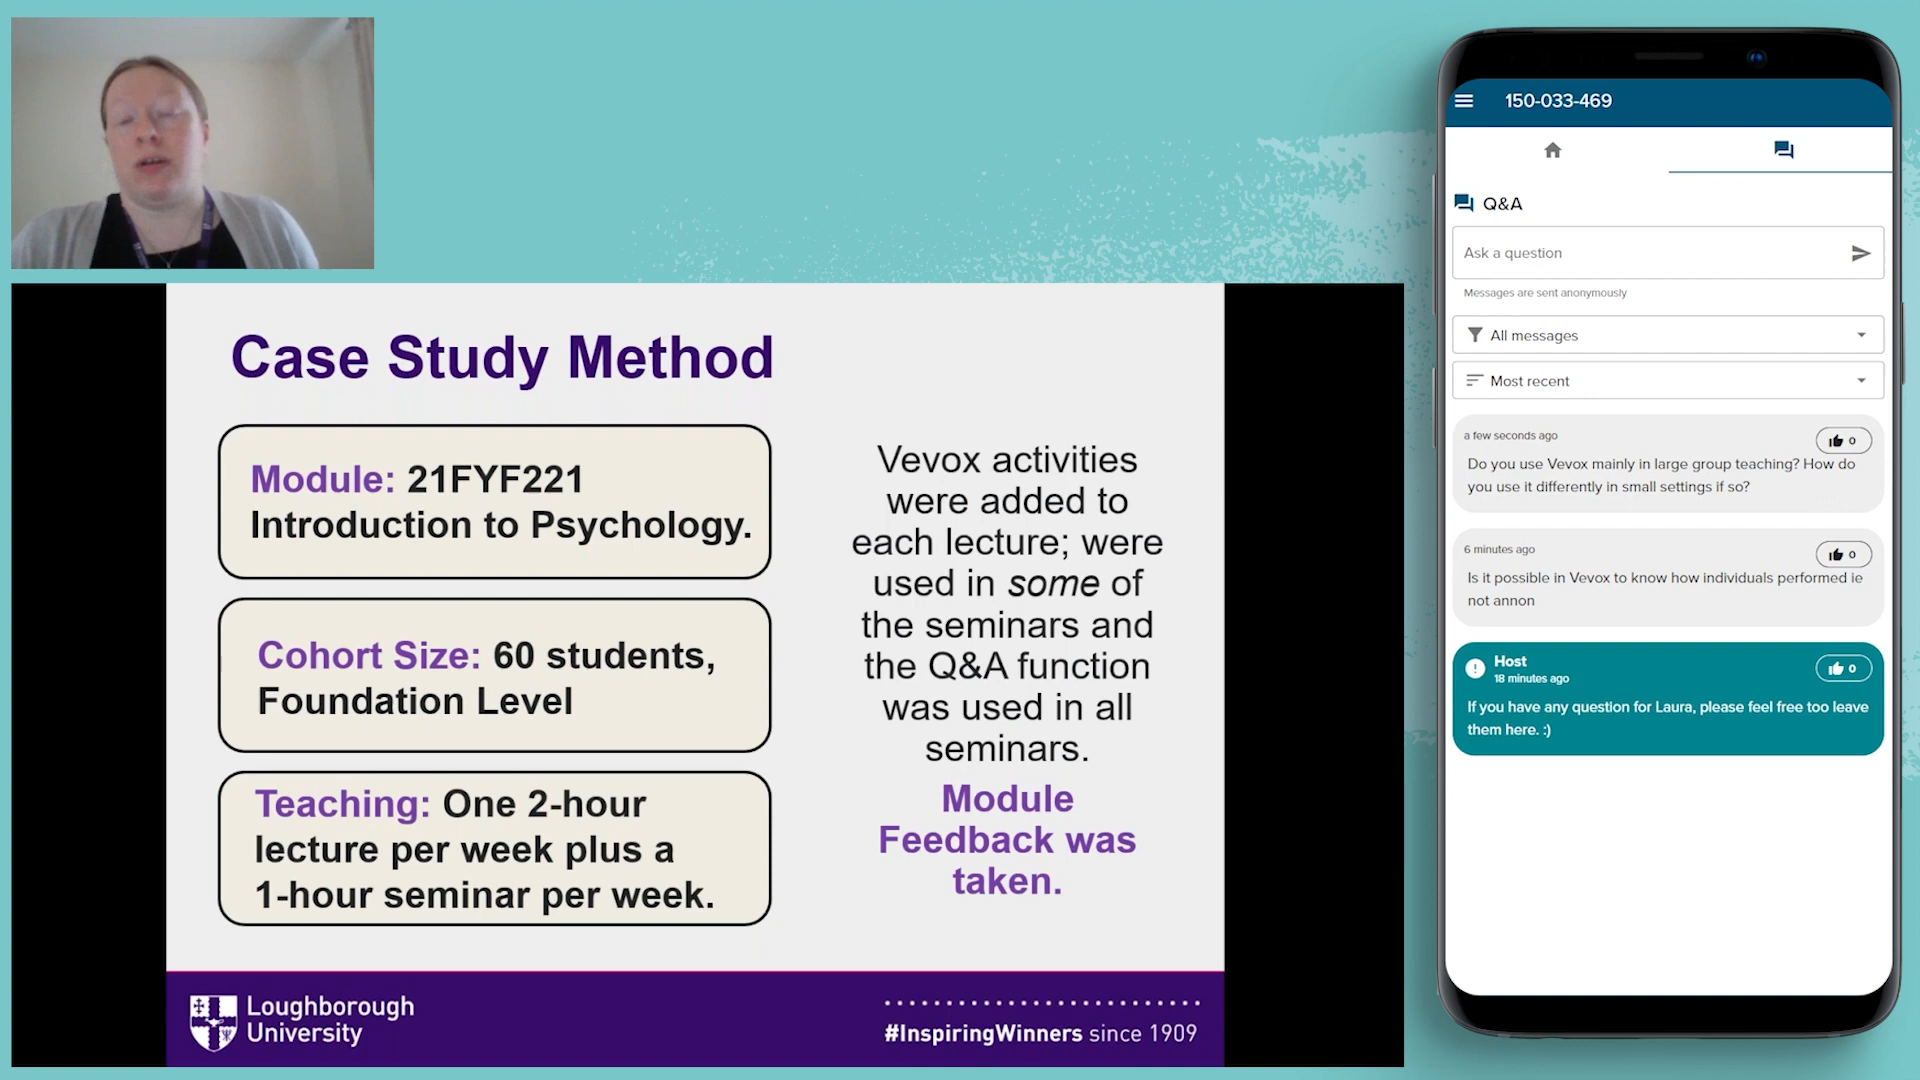 Case Study Method
Module: 21FYF221
Introduction to Psychology.
Cohort Size: 60 students,
Foundation Level
Teaching: One 2-hour
lecture per week plus a
1-hour seminar per week.
Vevox activities
were added to
each lecture; were
used in some of
the seminars and
the Q&A function
was used in all
seminars.
Module
Feedback was
taken.
Loughborough
University
#InspiringWinners since 1909
150-033-469
Q&A
Ask a question
Messages are sent anonymously
All messages
Most recent
a few seconds ago
0
Do you use Vevox mainly in large group teaching? How do
you use it differently in small settings if so?
6 minutes ago
0
Is it possible in Vevox to know how individuals performed ie
not annon
Host
18 minutes ago
0
If you have any question for Laura, please feel free too leave
them here. :)